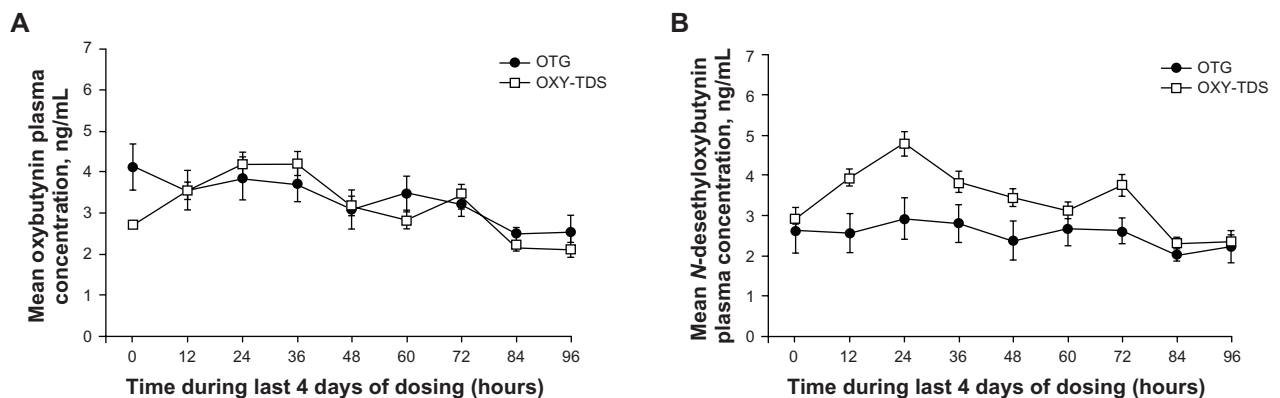 A
Mean oxybutynin plasma
concentration, ng/mL
7
6
5
4
3
2
1
0
0 12 24 36 48 60 72 84 96
Time during last 4 days of dosing (hours)
OTG
OXY-TDS
B
Mean N-desethyloxybutynin
plasma concentration, ng/mL
7
6
5
4
3
2
1
0
0 12 24 36 48 60 72 84 96
Time during last 4 days of dosing (hours)
OTG
OXY-TDS